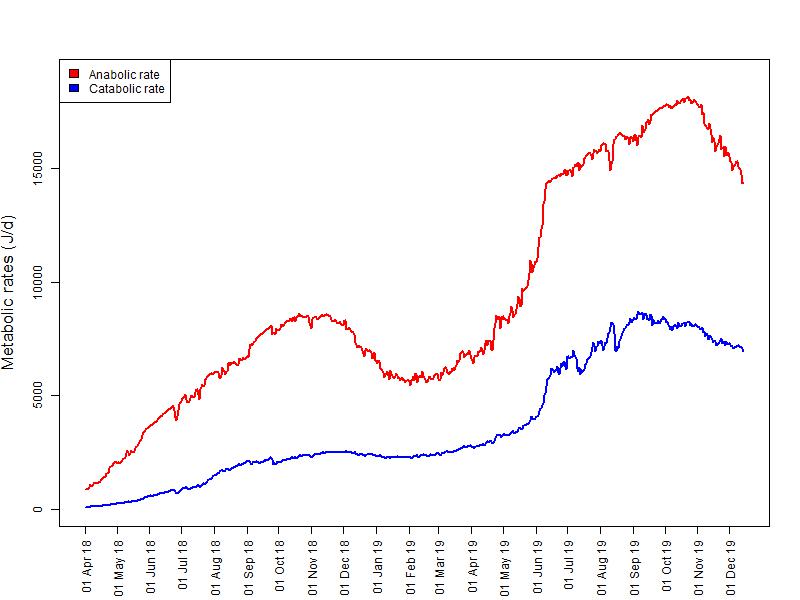 Anabolic rate
Catabolic rate
Metabolic rates (J/d)
15000
10000
5000
0
01 Apr 18
01 May 18
01 Jun 18
01 Jul 18
01 Aug 18
01 Sep 18
01 Oct 18
01 Nov 18
01 Dec 18
01 Jan 19
01 Feb 19
01 Mar 19
01 Apr 19
01 May 19
01 Jun 19
01 Jul 19
01 Aug 19
01 Sep 19
01 Oct 19
01 Nov 19
01 Dec 19